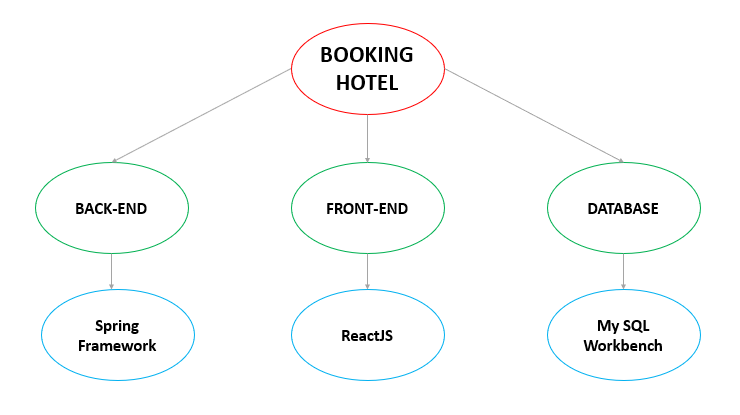 BOOKING
HOTEL
BACK-END
FRONT-END
DATABASE
Spring
Framework
ReactJS
My SQL
Workbench